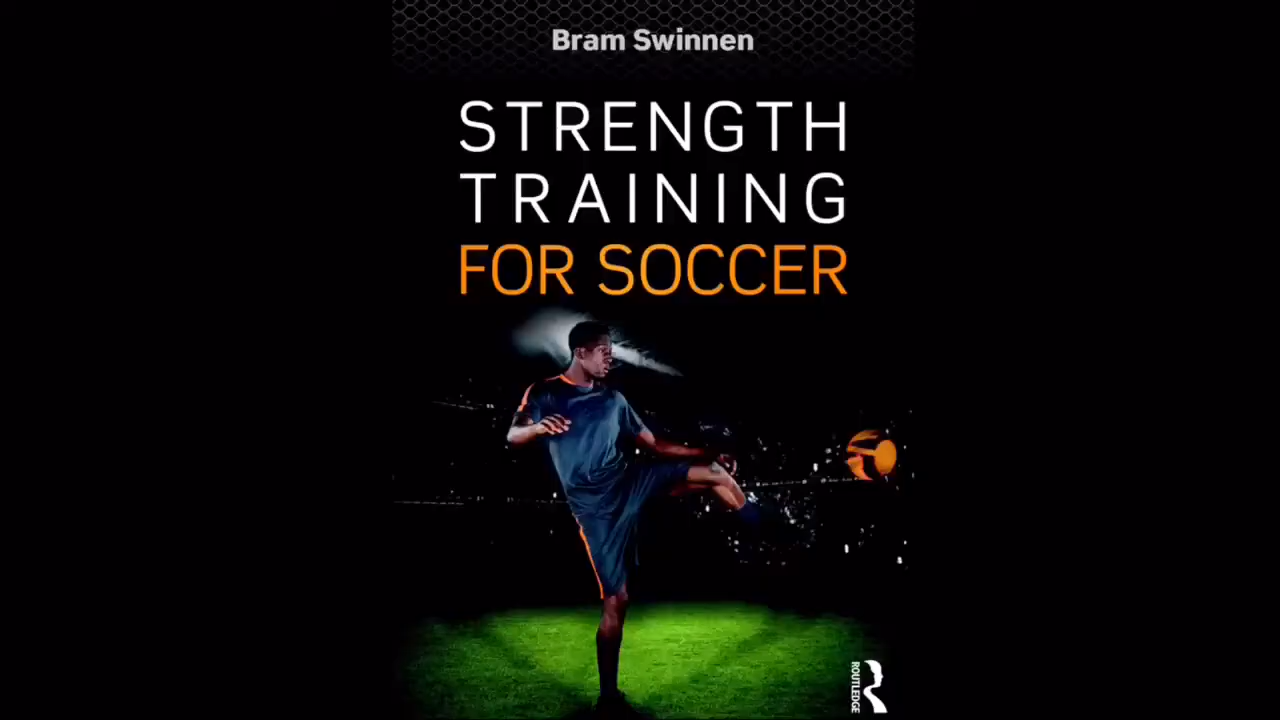 Bram Swinnen
STRENGTH
TRAINING
FOR SOCCER
ROUTLEDGE